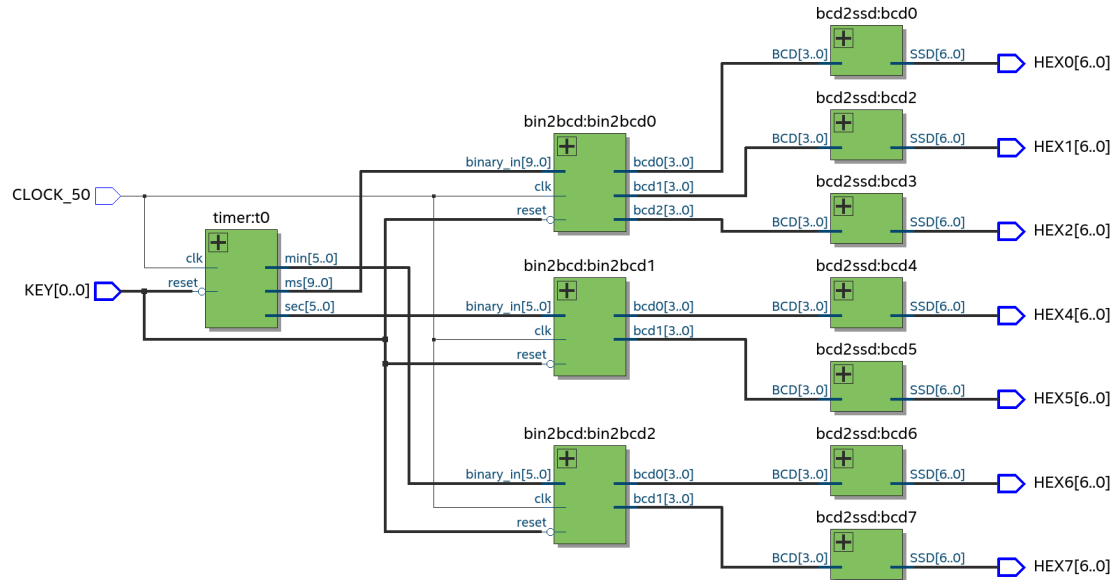 bcd2ssd:bcd0
BCD[3..0] SSD[6..0] HEX0[6..0]
bcd2ssd:bcd2
BCD[3..0] SSD[6..0] HEX1[6..0]
bin2bcd:bin2bcd0
binary_in[9..0] bcd0[3..0]
clk bcd1[3..0]
reset bcd2[3..0]
bcd2ssd:bcd3
BCD[3..0] SSD[6..0] HEX2[6..0]
CLOCK_50
timer:t0
clk min[5..0]
KEY[0..0] reset ms[9..0]
sec[5..0]
bin2bcd:bin2bcd1
binary_in[5..0] bcd0[3..0]
clk bcd1[3..0]
reset
bcd2ssd:bcd4
BCD[3..0] SSD[6..0] HEX4[6..0]
bcd2ssd:bcd5
BCD[3..0] SSD[6..0] HEX5[6..0]
bin2bcd:bin2bcd2
binary_in[5..0] bcd0[3..0]
clk bcd1[3..0]
reset
bcd2ssd:bcd6
BCD[3..0] SSD[6..0] HEX6[6..0]
bcd2ssd:bcd7
BCD[3..0] SSD[6..0] HEX7[6..0]